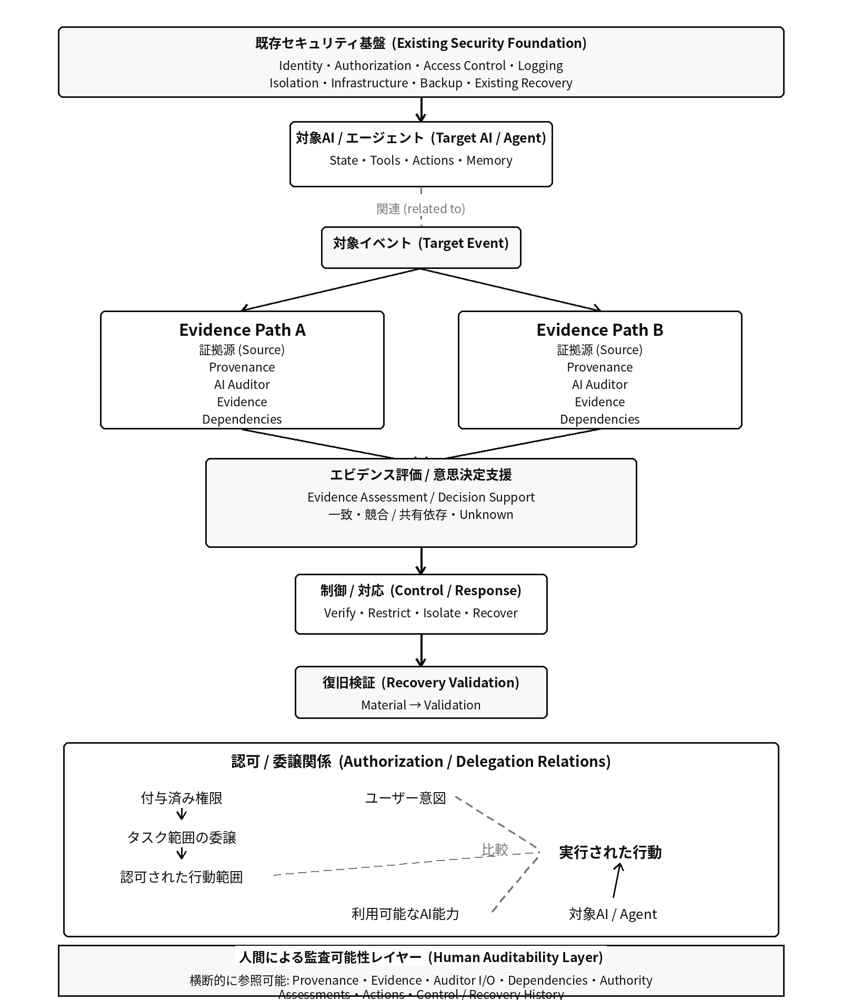 既存セキュリティ基盤 (Existing Security Foundation)
Identity・Authorization・Access Control・Logging
Isolation・Infrastructure・Backup・Existing Recovery
対象AI / エージェント (Target AI / Agent)
State・Tools・Actions・Memory
関連 (related to)
対象イベント (Target Event)
Evidence Path A
証拠源 (Source)
Provenance
AI Auditor
Evidence
Dependencies
Evidence Path B
証拠源 (Source)
Provenance
AI Auditor
Evidence
Dependencies
エビデンス評価 / 意思決定支援
Evidence Assessment / Decision Support
一致・競合 / 共有依存・Unknown
制御 / 対応 (Control / Response)
Verify・Restrict・Isolate・Recover
復旧検証 (Recovery Validation)
Material → Validation
認可 / 委譲関係 (Authorization / Delegation Relations)
付与済み権限
タスク範囲の委譲
認可された行動範囲
ユーザー意図
比較
利用可能なAI能力
実行された行動
対象AI / Agent
人間による監査可能性レイヤー (Human Auditability Layer)
横断的に参照可能: Provenance・Evidence・Auditor I/O・Dependencies・Authority
Assessments・Actions・Control / Recovery History